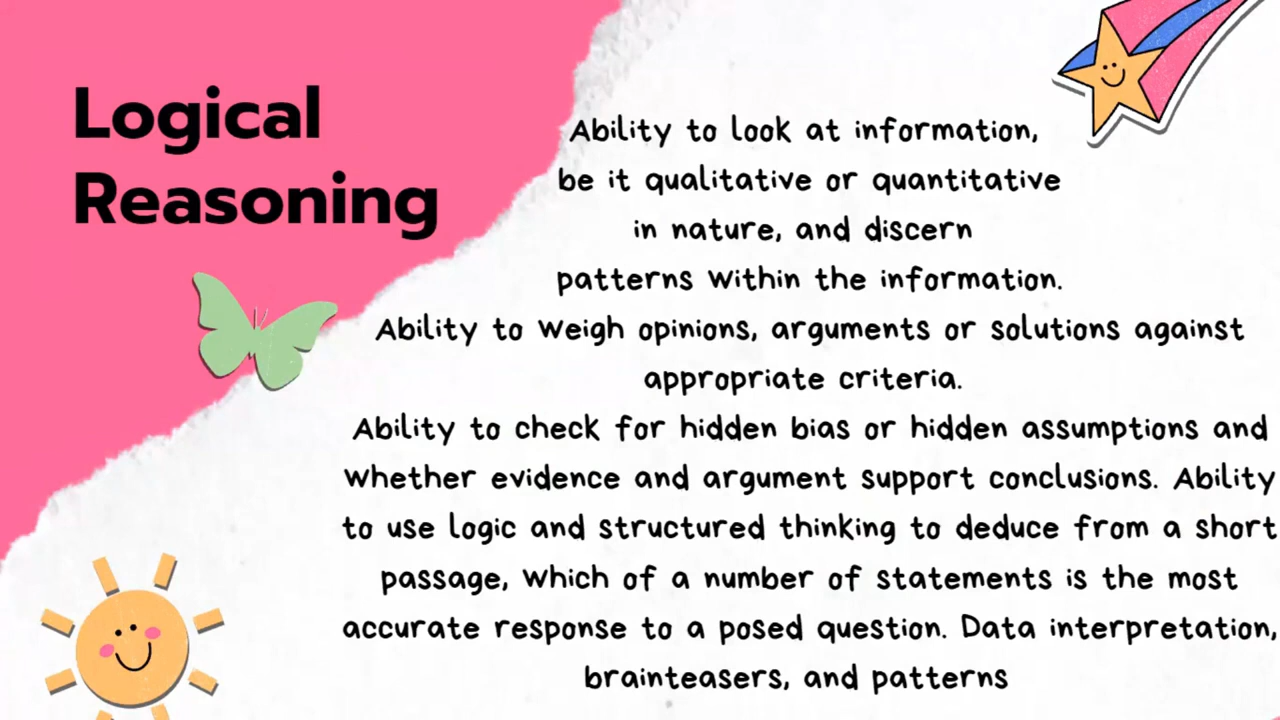 Logical
Reasoning
Ability to look at information,
be it qualitative or quantitative
in nature, and discern
patterns within the information.
Ability to weigh opinions, arguments or solutions against
appropriate criteria.
Ability to check for hidden bias or hidden assumptions and
whether evidence and argument support conclusions. Ability
to use logic and structured thinking to deduce from a short
passage, which of a number of statements is the most
accurate response to a posed question. Data interpretation,
brainteasers, and patterns